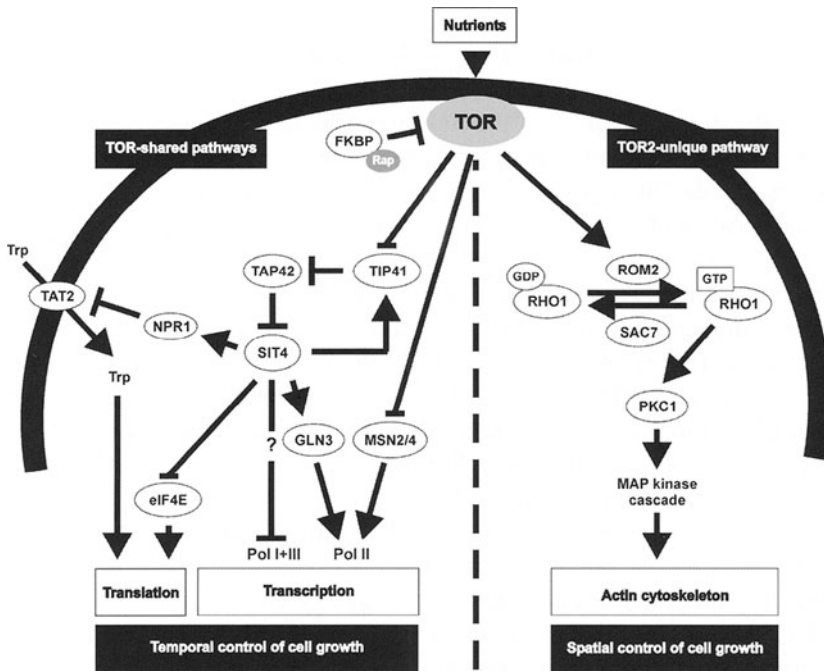 Nutrients
TOR
FKBP
Rap
TOR-shared pathways
TOR2-unique pathway
Trp
TAT2
NPR1
TAP42
TIP41
SIT4
Trp
?
GLN3
MSN2/4
eIF4E
Pol I+III
Pol II
GDP
RHO1
ROM2
SAC7
GTP
RHO1
PKC1
MAP kinase
cascade
Translation
Transcription
Actin cytoskeleton
Temporal control of cell growth
Spatial control of cell growth